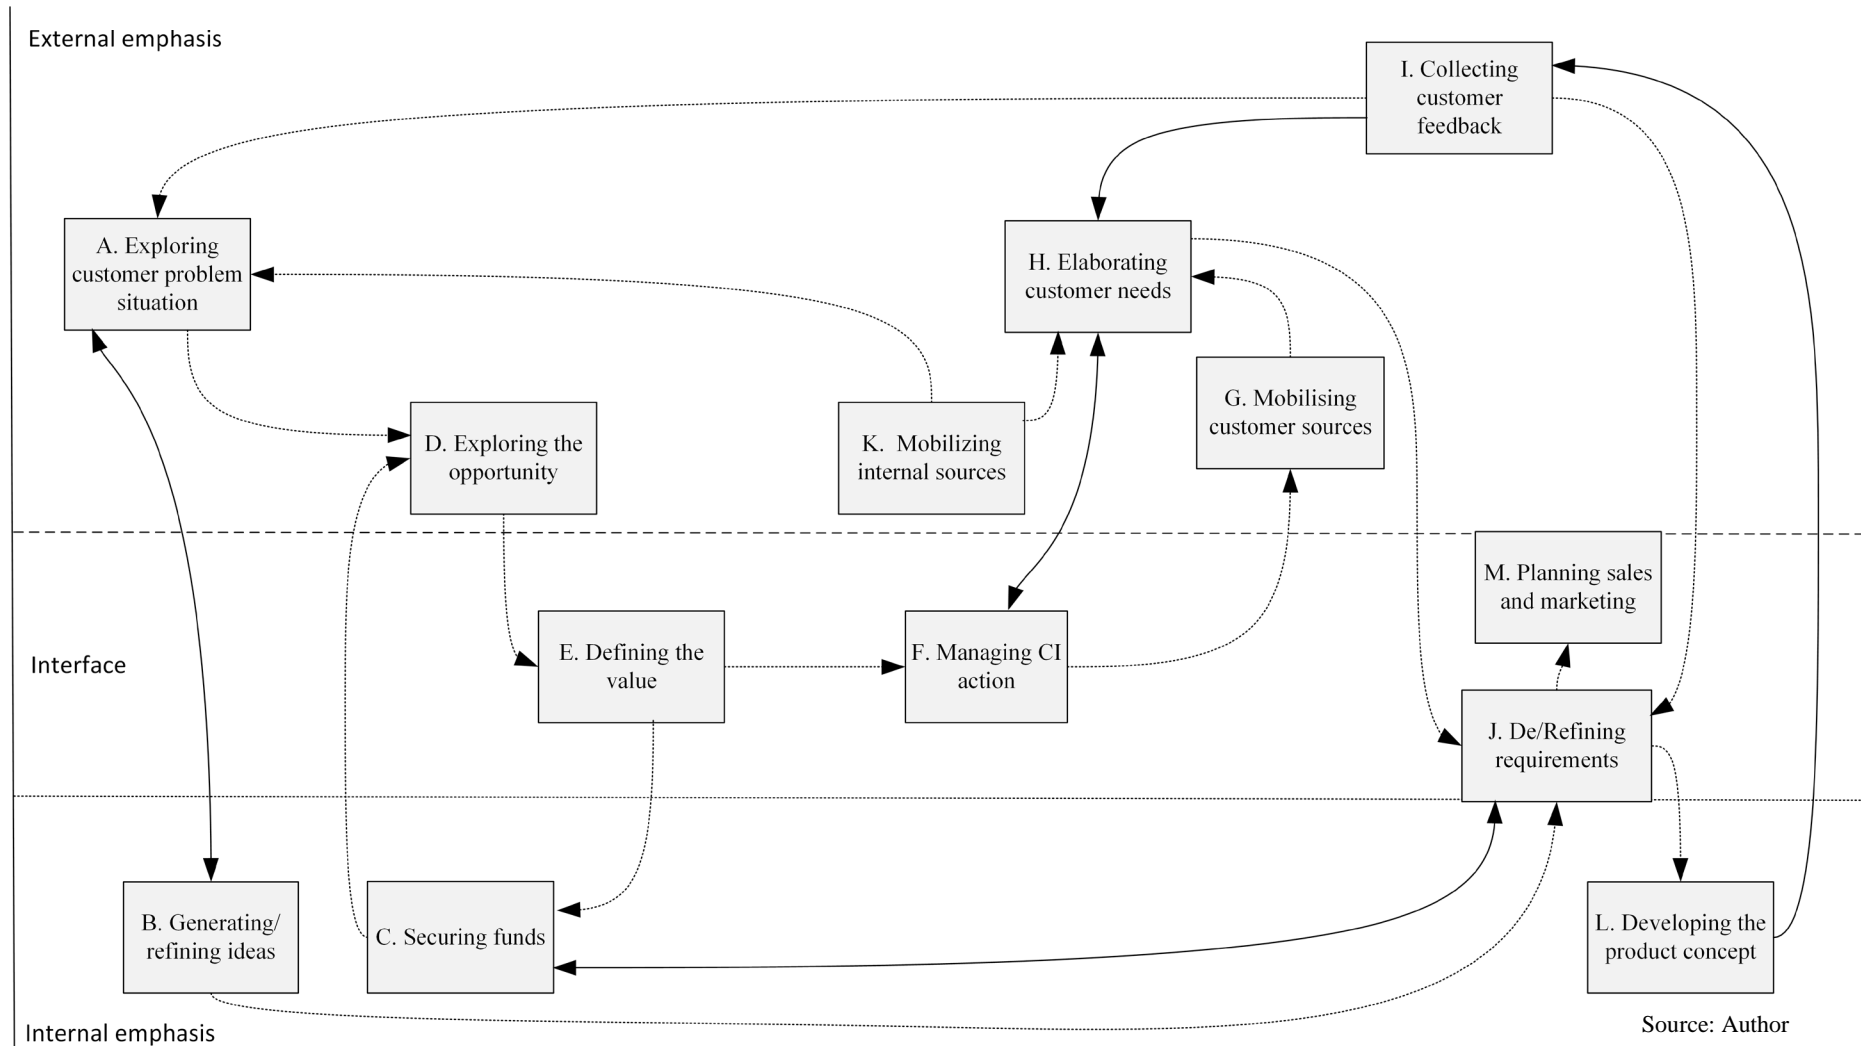 External emphasis
I. Collecting
customer
feedback
A. Exploring
customer problem
situation
H. Elaborating
customer needs
G. Mobilising
customer sources
D. Exploring the
opportunity
K. Mobilizing
internal sources
M. Planning sales
and marketing
Interface
E. Defining the
value
F. Managing CI
action
J. De/Refining
requirements
B. Generating/
refining ideas
C. Securing funds
L. Developing the
product concept
Internal emphasis
Source: Author